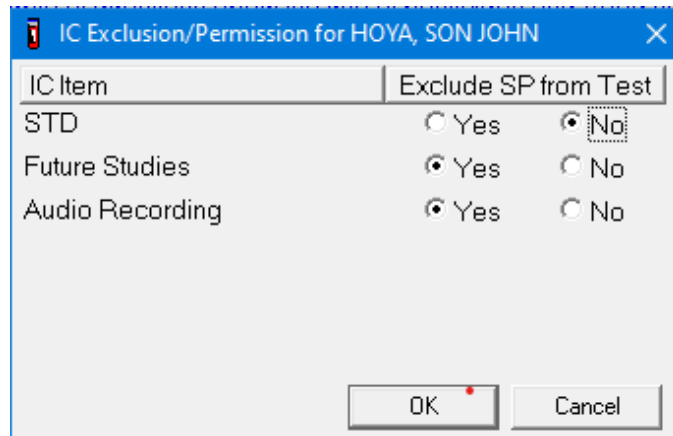 IC Exclusion/Permission for HOYA, SON JOHN
IC Item Exclude SP from Test
STD Yes No
Future Studies Yes No
Audio Recording Yes No
OK Cancel